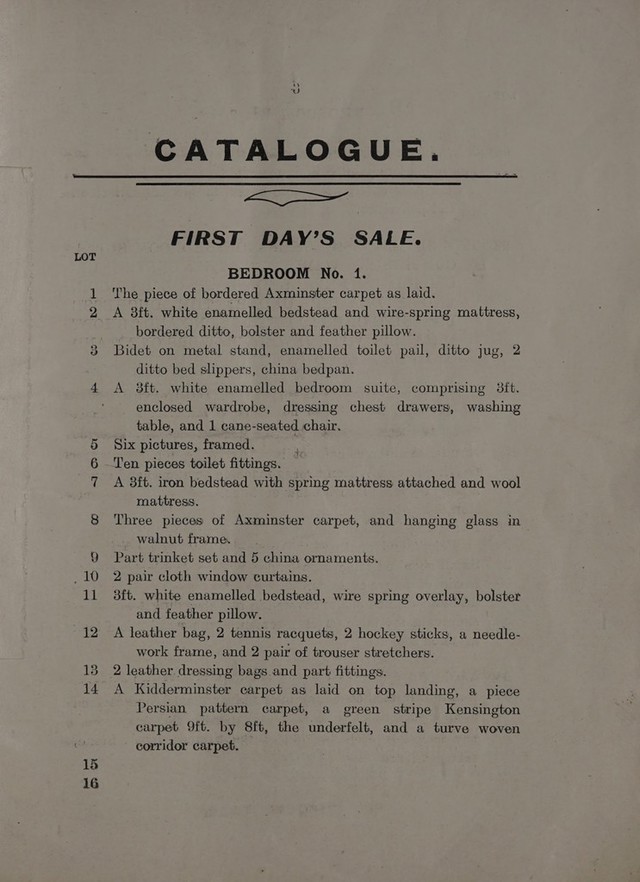 CATALOGUE.
FIRST DAY'S SALE.
LOT
BEDROOM No. 1.
1 The piece of bordered Axminster carpet as laid.
2 A 3ft. white enamelled bedstead and wire-spring mattress,
bordered ditto, bolster and feather pillow.
3 Bidet on metal stand, enamelled toilet pail, ditto jug, 2
ditto bed slippers, china bedpan.
4 A 3ft. white enamelled bedroom suite, comprising 3ft.
enclosed wardrobe, dressing chest drawers, washing
table, and 1 cane-seated chair.
5 Six pictures, framed.
6 Ten pieces toilet fittings.
7 A 3ft. iron bedstead with spring mattress attached and wool
mattress.
8 Three pieces of Axminster carpet, and hanging glass in
walnut frame.
9 Part trinket set and 5 china ornaments.
10 2 pair cloth window curtains.
11 3ft. white enamelled bedstead, wire spring overlay, bolster
and feather pillow.
12 A leather bag, 2 tennis racquets, 2 hockey sticks, a needle-
work frame, and 2 pair of trouser stretchers.
13 2 leather dressing bags and part fittings.
14 A Kidderminster carpet as laid on top landing, a piece
Persian pattern carpet, a green stripe Kensington
carpet 9ft. by 8ft, the underfelt, and a turve woven
corridor carpet.
15
16